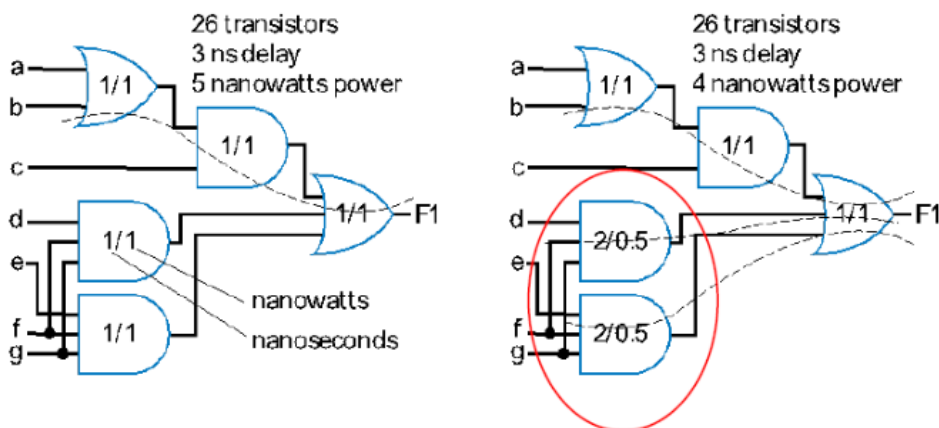 26 transistors
3 ns delay
5 nanowatts power
a
b
c
d
e
f
g
1/1
1/1
1/1
1/1
1/1
F1
nanowatts
nanoseconds
26 transistors
3 ns delay
4 nanowatts power
a
b
c
d
e
f
g
1/1
1/1
1/1
2/0.5
2/0.5
F1